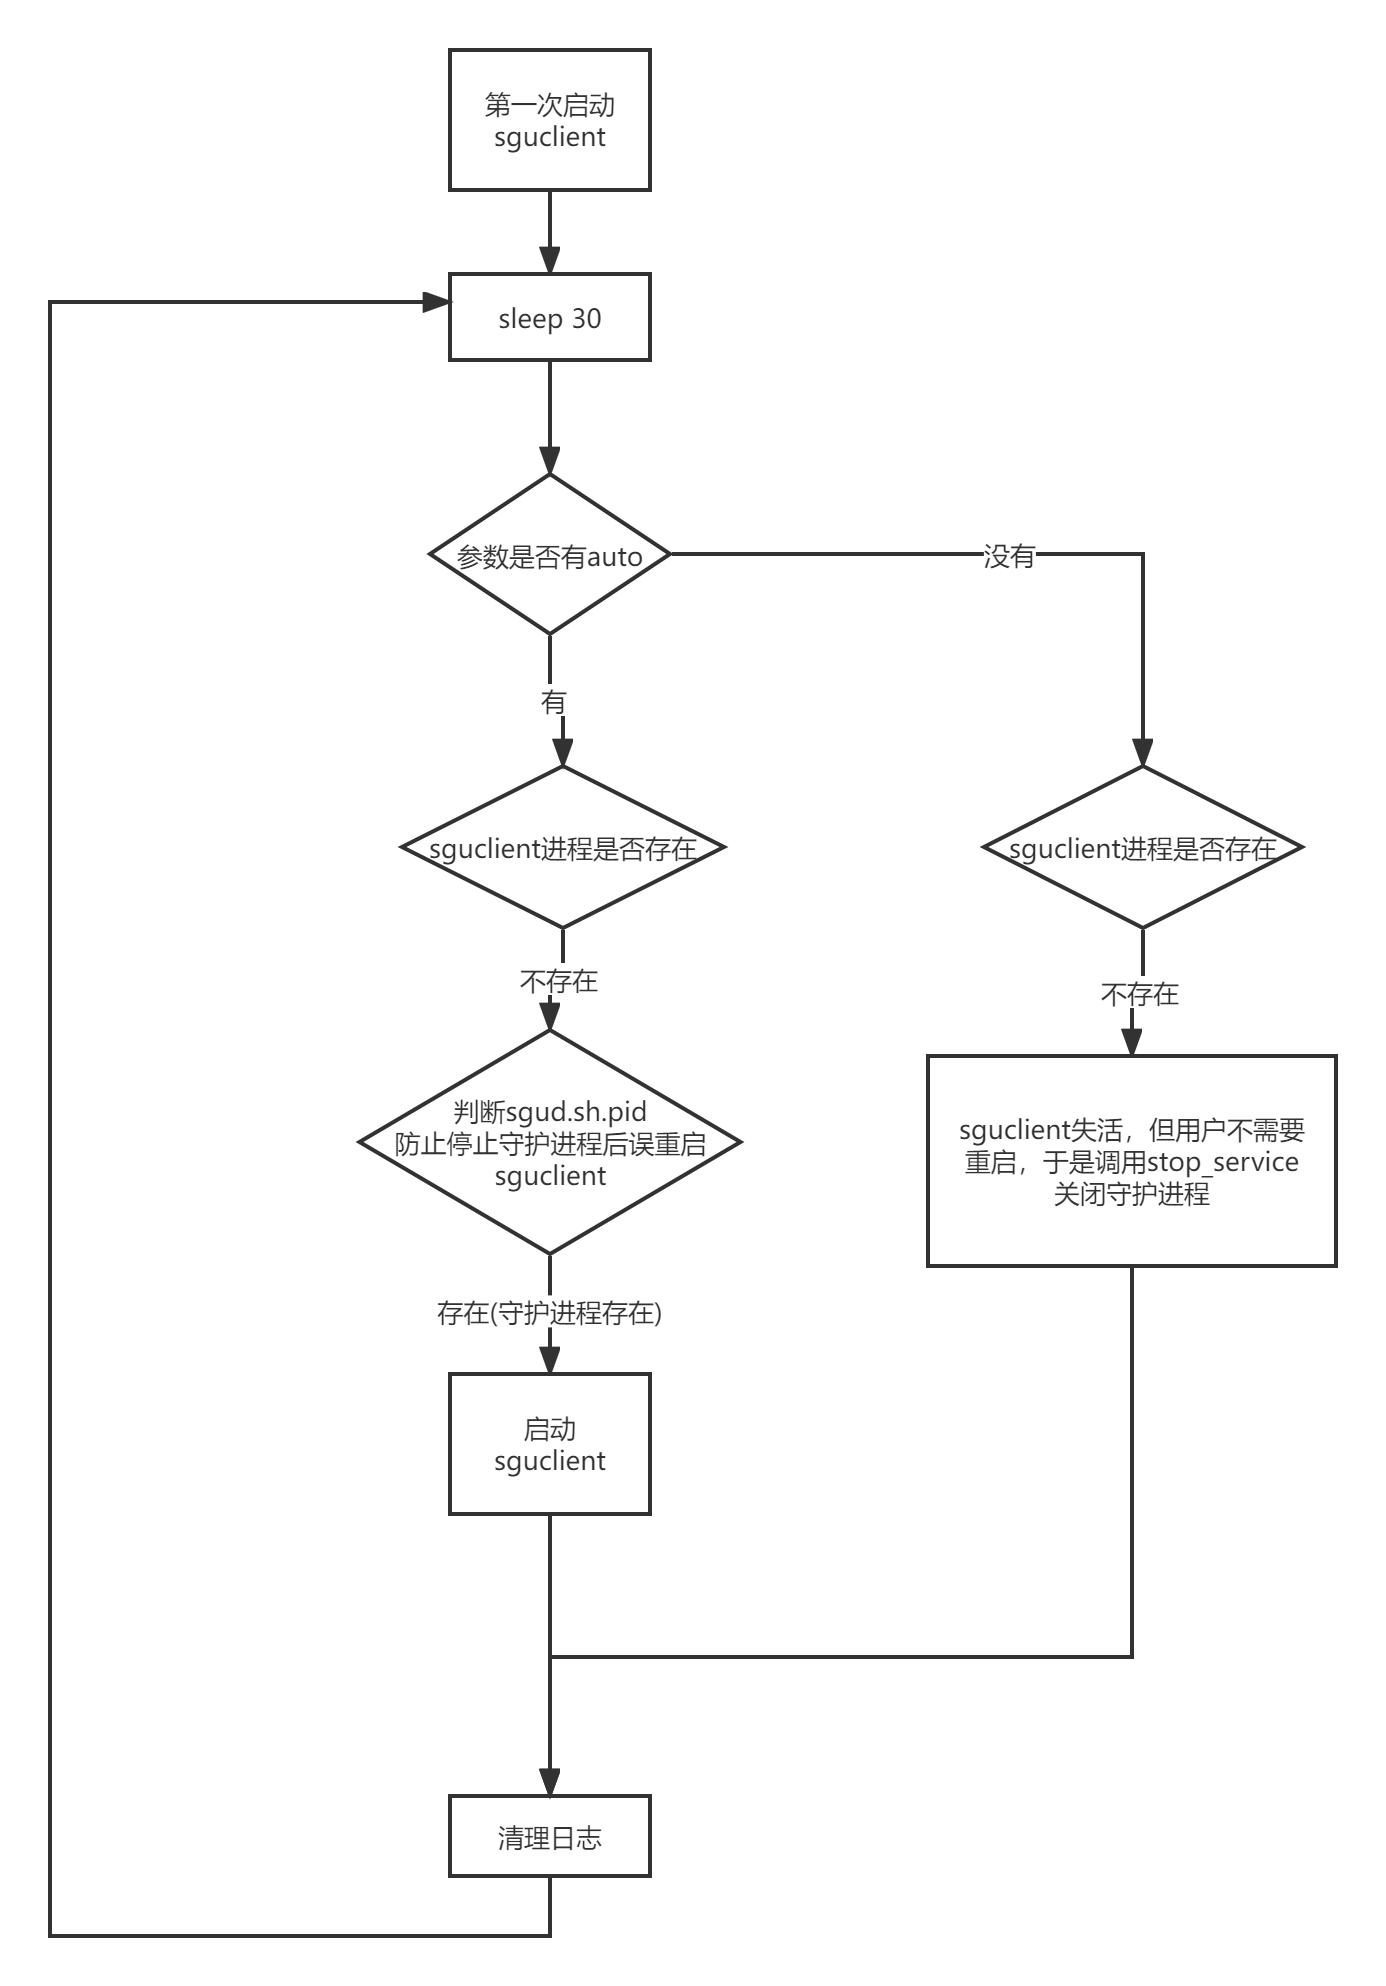 第一次启动
sguclient
sleep 30
参数是否有auto
没有
有
sguclient进程是否存在
sguclient进程是否存在
不存在
不存在
判断sgud.sh.pid
防止停止守护进程后误重启
sguclient
sguclient失活，但用户不需要
重启，于是调用stop_service
关闭守护进程
存在(守护进程存在)
启动
sguclient
清理日志